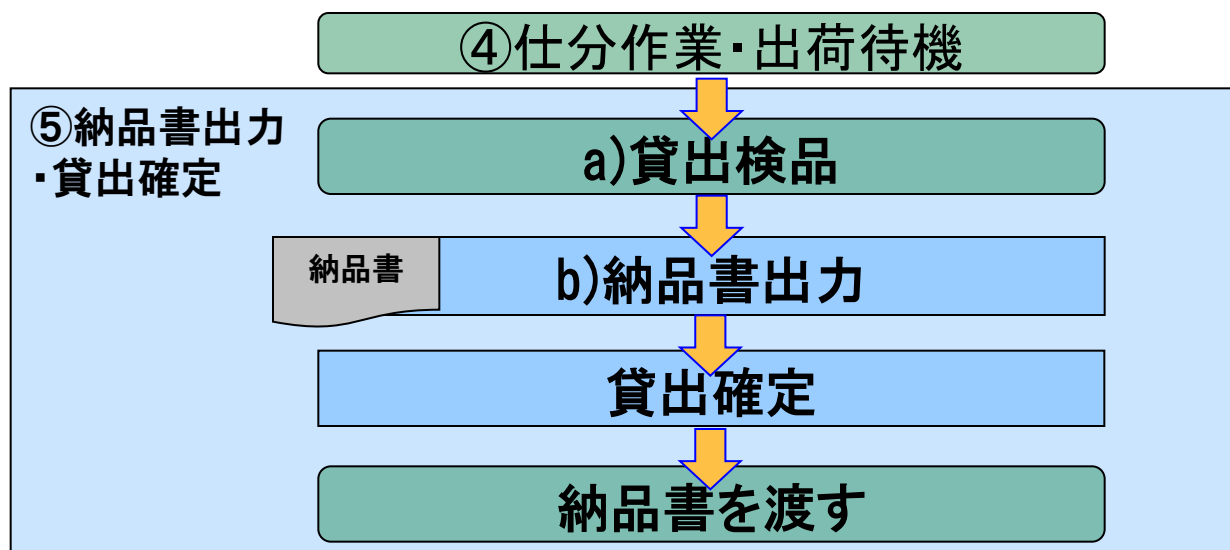 ④仕分作業・出荷待機
⑤納品書出力
・貸出確定
a)貸出検品
納品書
b)納品書出力
貸出確定
納品書を渡す